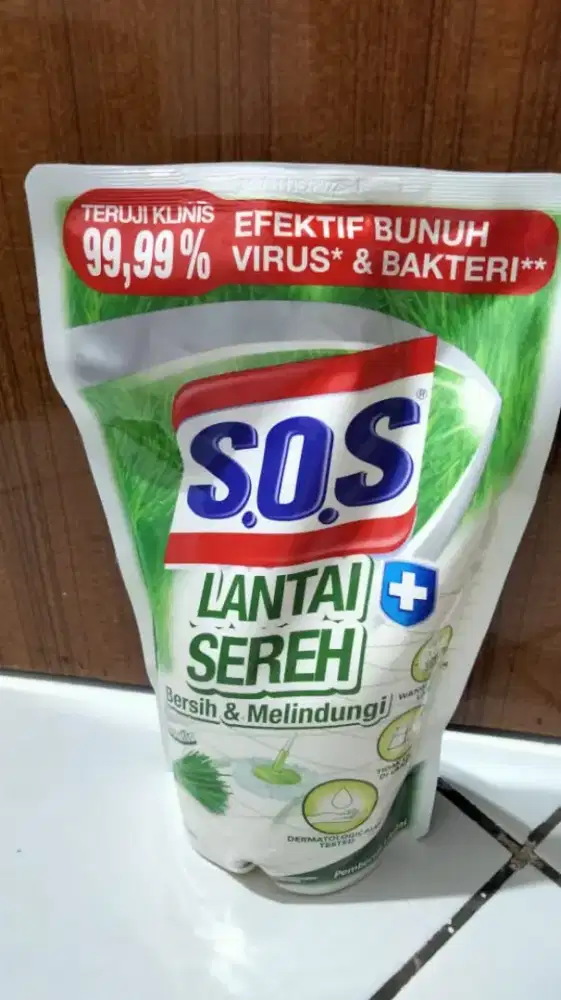 TERUJI KLINIS
99,99%
EFEKTIF BUNUH
VIRUS* & BAKTERI**
S.O.S®
LANTAI
SEREH
Bersih & Melindungi
DERMATOLOGICALLY
TESTED